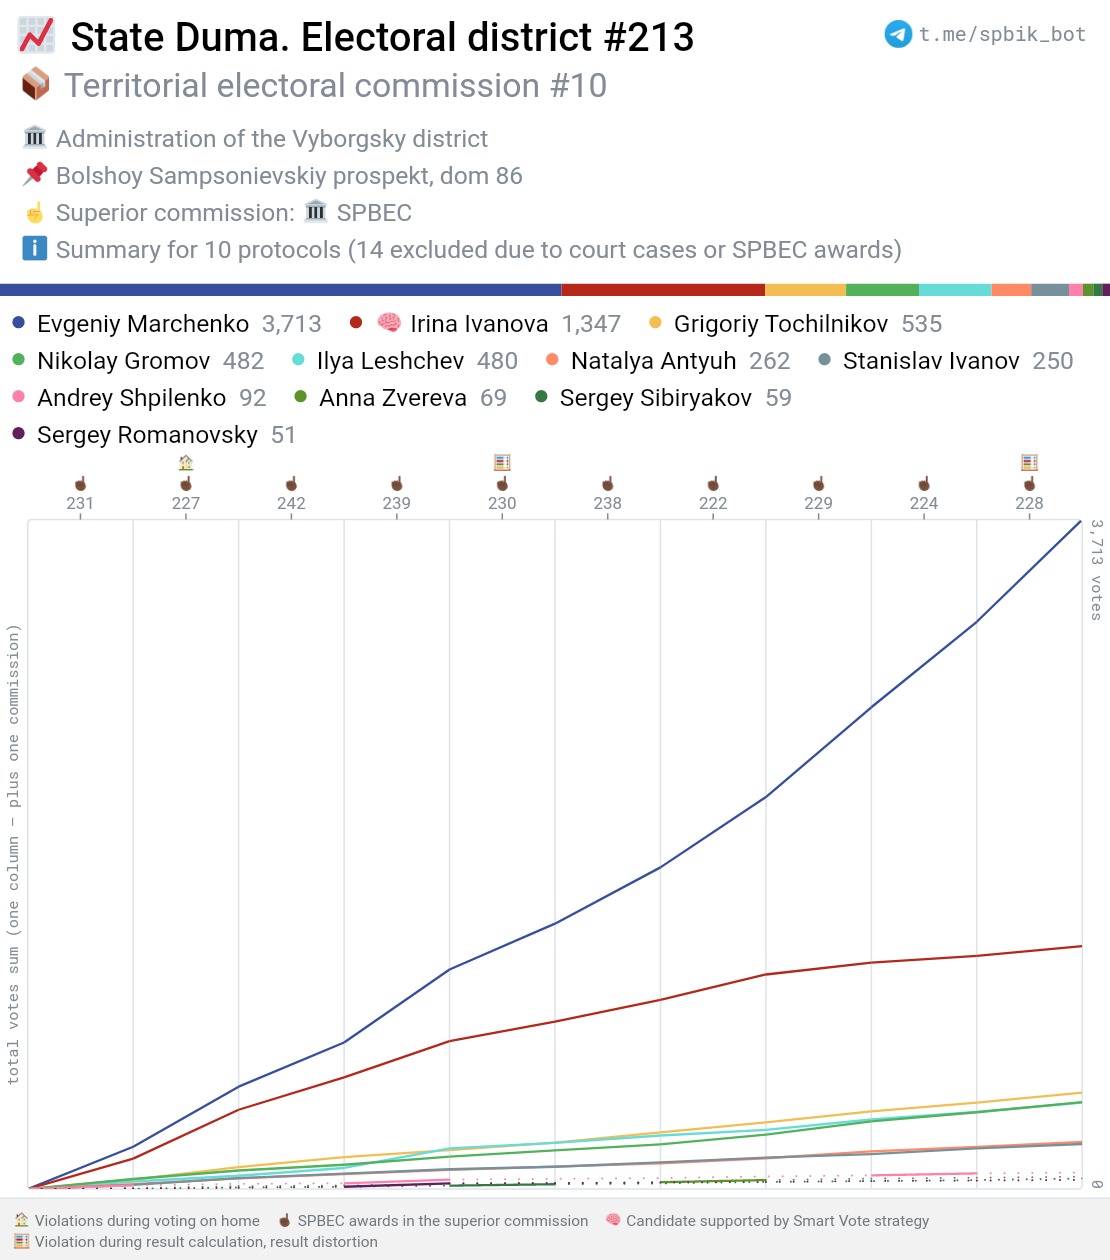 State Duma. Electoral district #213
t.me/spbik_bot
Territorial electoral commission #10
Administration of the Vyborgsky district
Bolshoy Sampsonievskiy prospekt, dom 86
Superior commission: SPBEC
Summary for 10 protocols (14 excluded due to court cases or SPBEC awards)
Evgeniy Marchenko 3,713 Irina Ivanova 1,347 Grigoriy Tochilnikov 535
Nikolay Gromov 482 Ilya Leshchev 480 Natalya Antyuh 262 Stanislav Ivanov 250
Andrey Shpilenko 92 Anna Zvereva 69 Sergey Sibiryakov 59
Sergey Romanovsky 51
231 227 242 239 230 238 222 229 224 228
3,713 votes
total votes sum (one column – plus one commission)
0
Violations during voting on home SPBEC awards in the superior commission Candidate supported by Smart Vote strategy
Violation during result calculation, result distortion